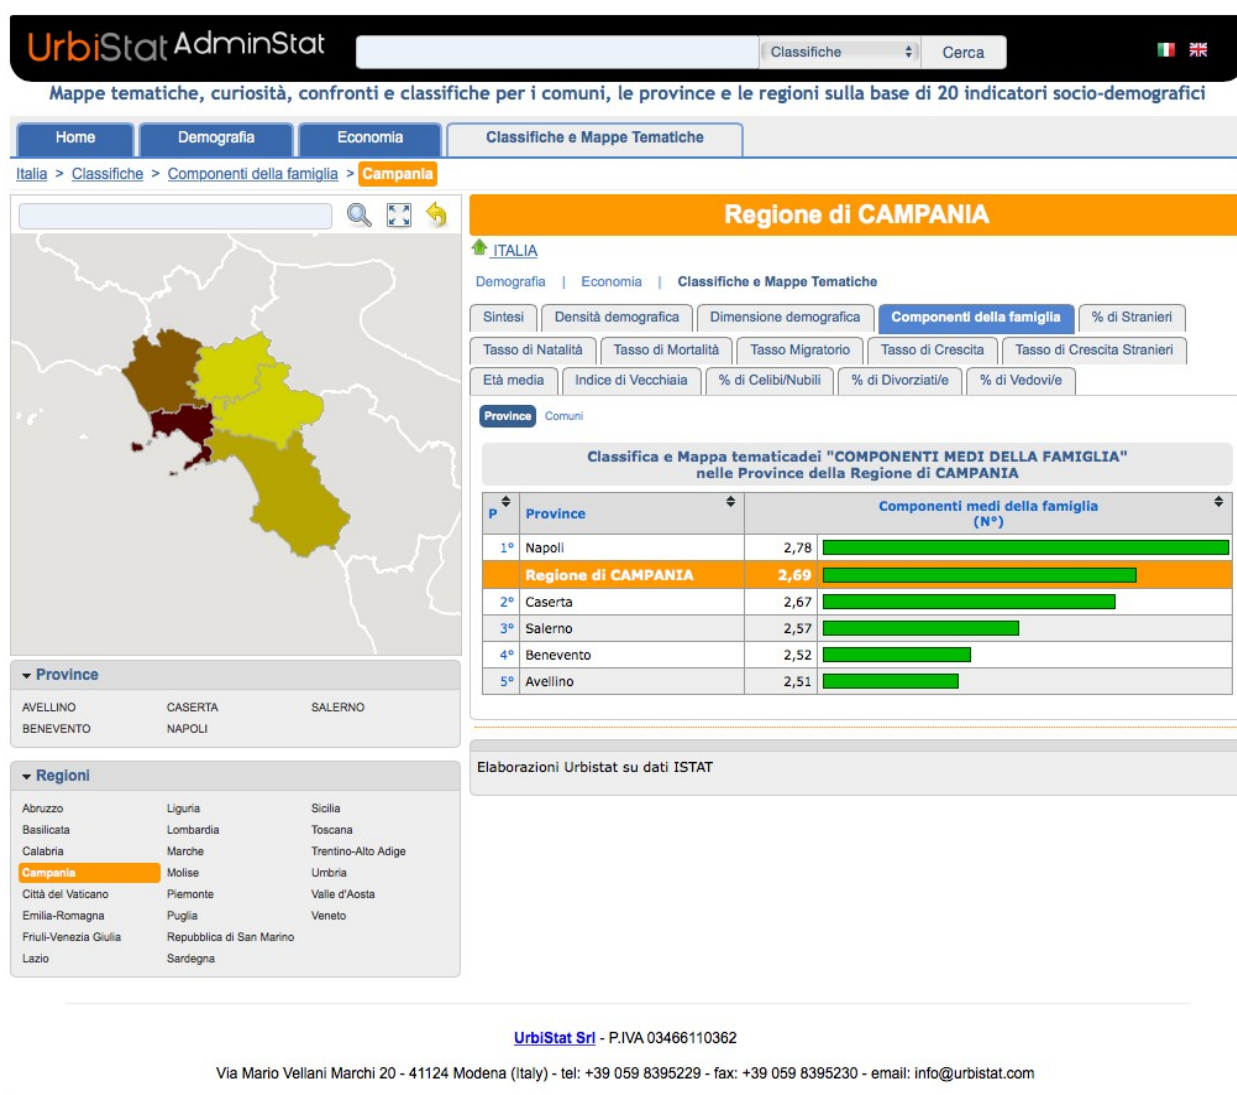 UrbiStat AdminStat Classifiche Cerca
Mappe tematiche, curiosità, confronti e classifiche per i comuni, le province e le regioni sulla base di 20 indicatori socio-demografici
Home Demografia Economia Classifiche e Mappe Tematiche
Italia > Classifiche > Componenti della famiglia > Campania
Regione di CAMPANIA
ITALIA
Demografia | Economia | Classifiche e Mappe Tematiche
Sintesi Densità demografica Dimensione demografica Componenti della famiglia % di Stranieri
Tasso di Natalità Tasso di Mortalità Tasso Migratorio Tasso di Crescita Tasso di Crescita Stranieri
Età media Indice di Vecchiaia % di Celibi/Nubili % di Divorziati/e % di Vedovi/e
Province Comuni
Classifica e Mappa tematicadei "COMPONENTI MEDI DELLA FAMIGLIA"
nelle Province della Regione di CAMPANIA
P Province Componenti medi della famiglia
(N°)
1° Napoli 2,78
Regione di CAMPANIA 2,69
2° Caserta 2,67
3° Salerno 2,57
4° Benevento 2,52
5° Avellino 2,51
Elaborazioni Urbistat su dati ISTAT
Province
AVELLINO CASERTA SALERNO
BENEVENTO NAPOLI
Regioni
Abruzzo Liguria Sicilia
Basilicata Lombardia Toscana
Calabria Marche Trentino-Alto Adige
Campania Molise Umbria
Città del Vaticano Piemonte Valle d'Aosta
Emilia-Romagna Puglia Veneto
Friuli-Venezia Giulia Repubblica di San Marino
Lazio Sardegna
UrbiStat Srl - P.IVA 03466110362
Via Mario Vellani Marchi 20 - 41124 Modena (Italy) - tel: +39 059 8395229 - fax: +39 059 8395230 - email: info@urbistat.com